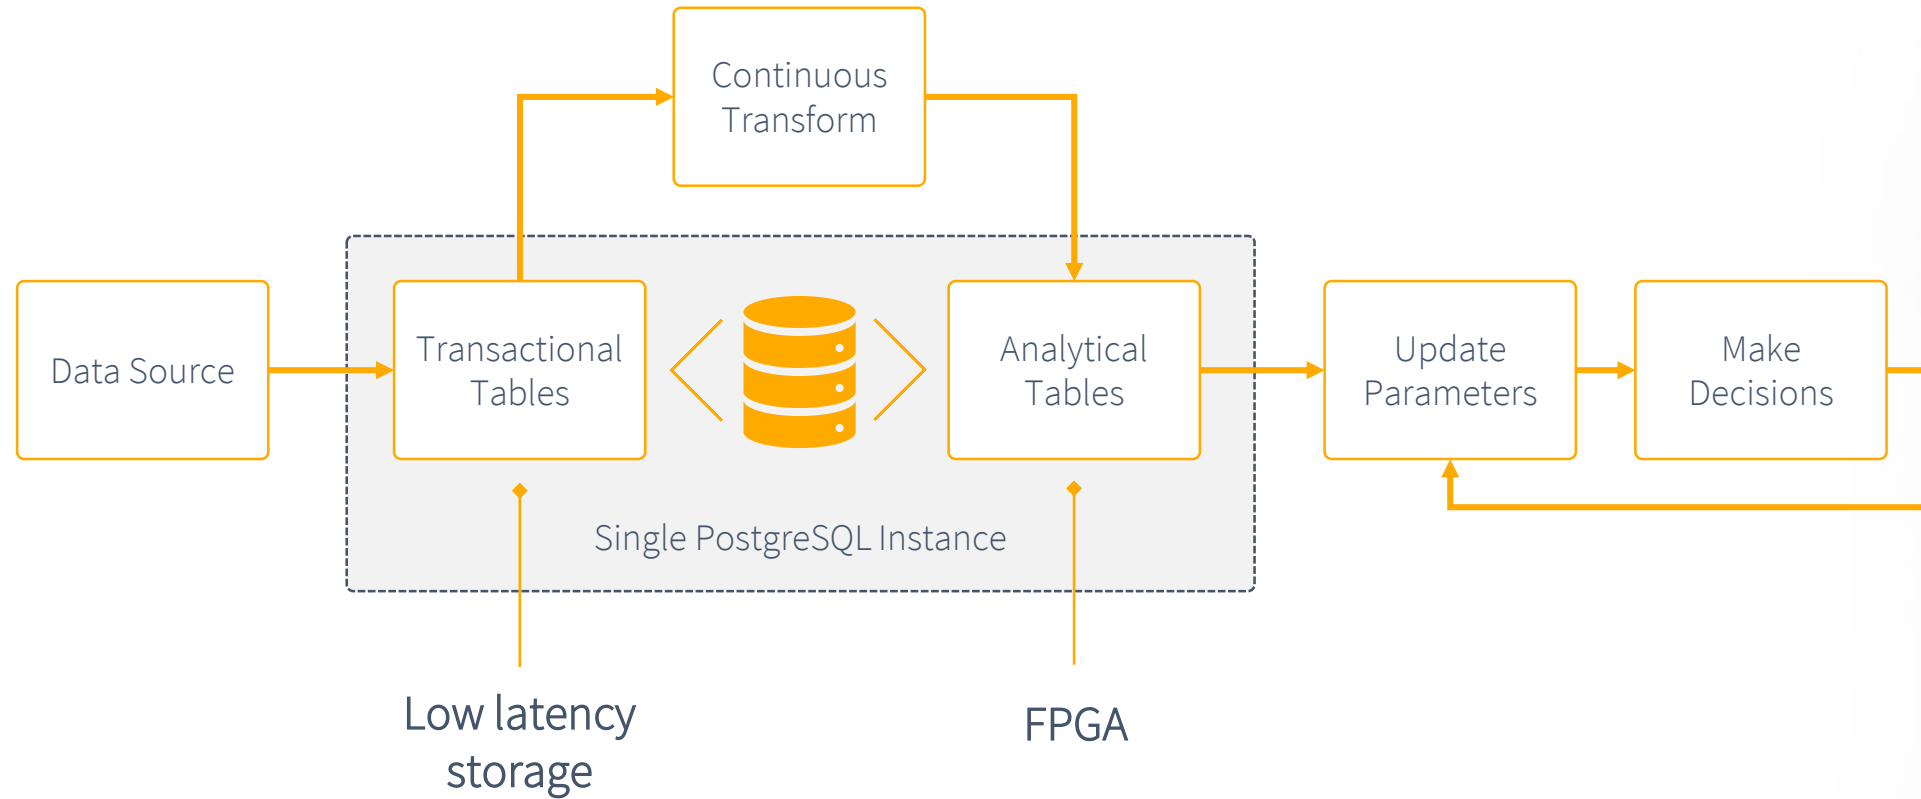 Continuous
Transform
Data Source
Transactional
Tables
Analytical
Tables
Update
Parameters
Make
Decisions
Single PostgreSQL Instance
Low latency
storage
FPGA